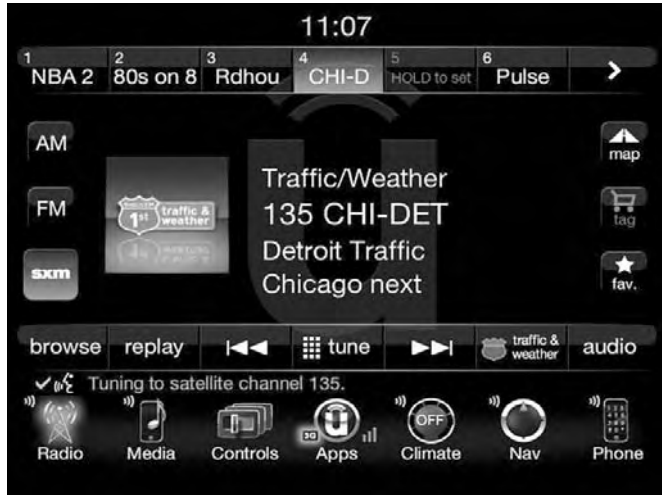 11:07
1 2 3 4 5 6
NBA 2 80s on 8 Rdhou CHI-D HOLD to set Pulse
AM
map
Traffic/Weather
1st traffic & weather
FM
135 CHI-DET
tag
Detroit Traffic
sxm
Chicago next
fav.
browse replay tune traffic & weather audio
Tuning to satellite channel 135.
3G
OFF
Radio Media Controls Apps Climate Nav Phone